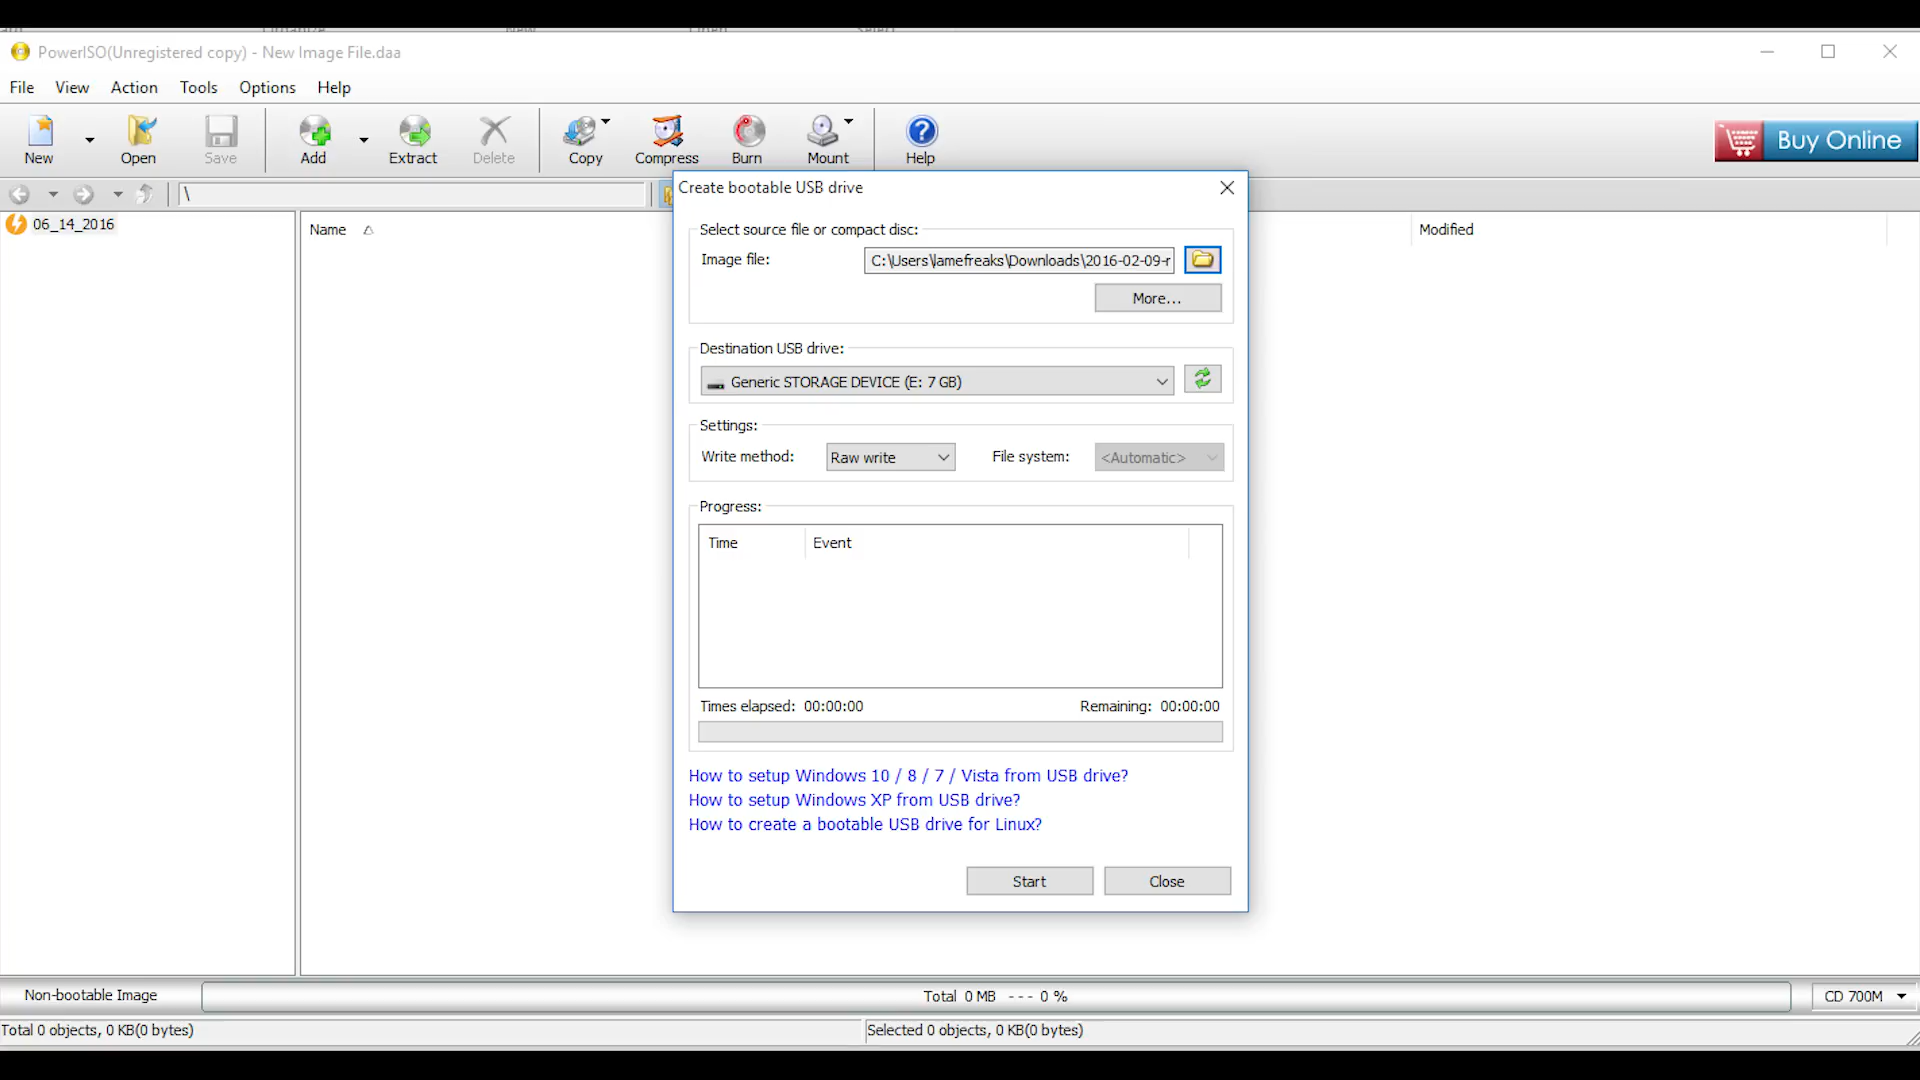 PowerISO(Unregistered copy) - New Image File.daa
File View Action Tools Options Help
New Open Save Add Extract Delete Copy Compress Burn Mount Help Buy Online
\
06_14_2016
Name Modified
Create bootable USB drive
Select source file or compact disc:
Image file: C:\Users\lamefreaks\Downloads\2016-02-09-r
More...
Destination USB drive:
Generic STORAGE DEVICE (E: 7 GB)
Settings:
Write method: Raw write File system: <Automatic>
Progress:
Time Event
Times elapsed: 00:00:00 Remaining: 00:00:00
How to setup Windows 10 / 8 / 7 / Vista from USB drive?
How to setup Windows XP from USB drive?
How to create a bootable USB drive for Linux?
Start Close
Non-bootable Image Total 0 MB --- 0 % CD 700M
Total 0 objects, 0 KB(0 bytes) Selected 0 objects, 0 KB(0 bytes)